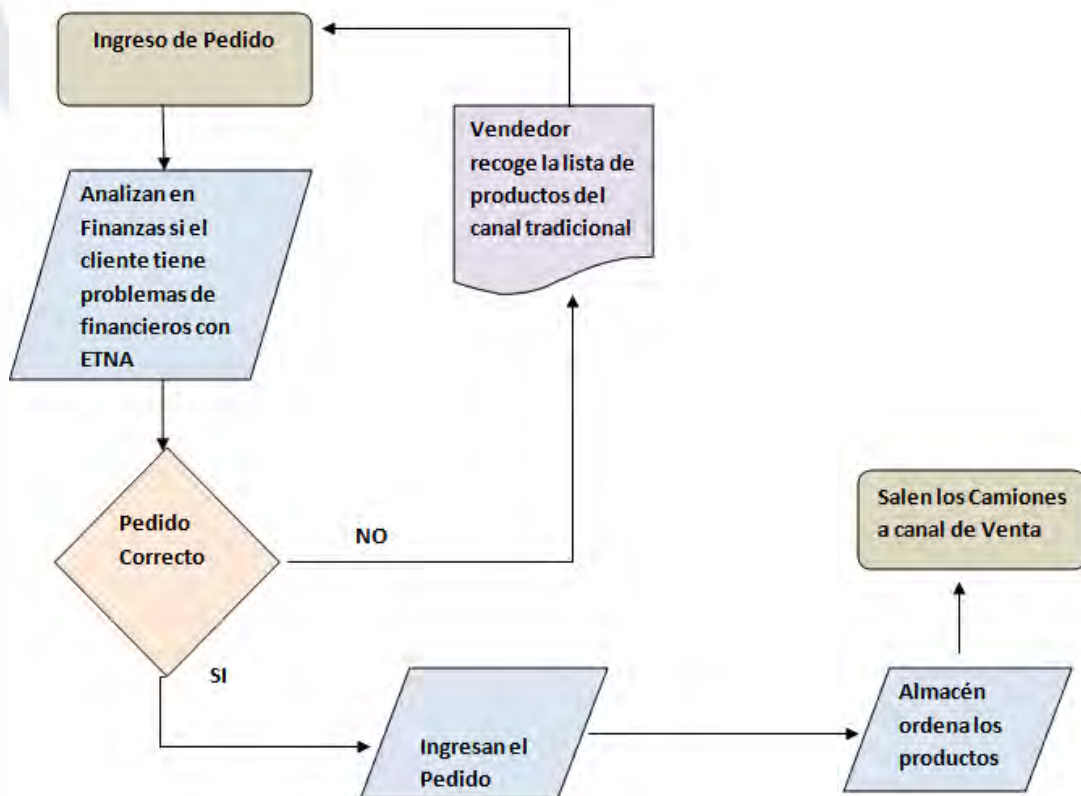 Ingreso de Pedido
Vendedor
recoge la lista de
productos del
canal tradicional
Analizan en
Finanzas si el
cliente tiene
problemas de
financieros con
ETNA
Pedido
Correcto
NO
SI
Ingresan el
Pedido
Almacén
ordena los
productos
Salen los Camiones
a canal de Venta